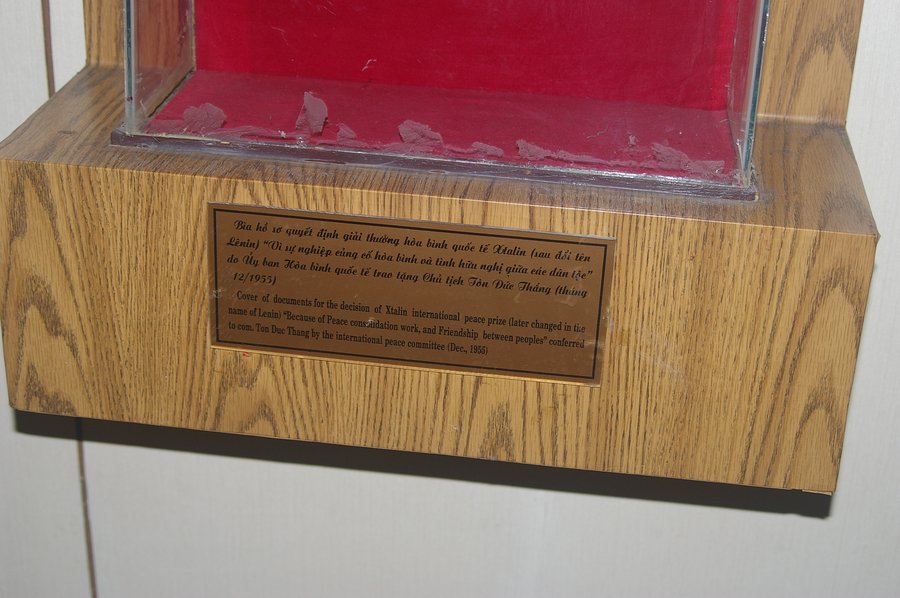 Bìa hồ sơ quyết định giải thưởng hòa bình quốc tế Xtalin (sau đổi tên
Lênin) "Vì sự nghiệp củng cố hòa bình và tình hữu nghị giữa các dân tộc"
do Ủy ban Hòa bình quốc tế trao tặng Chủ tịch Tôn Đức Thắng (tháng
12/1955)
Cover of documents for the decision of Xtalin international peace prize (later changed in the
name of Lenin) "Because of Peace consolidation work, and Friendship between peoples" conferred
to com. Ton Duc Thang by the international peace committee (Dec., 1955)